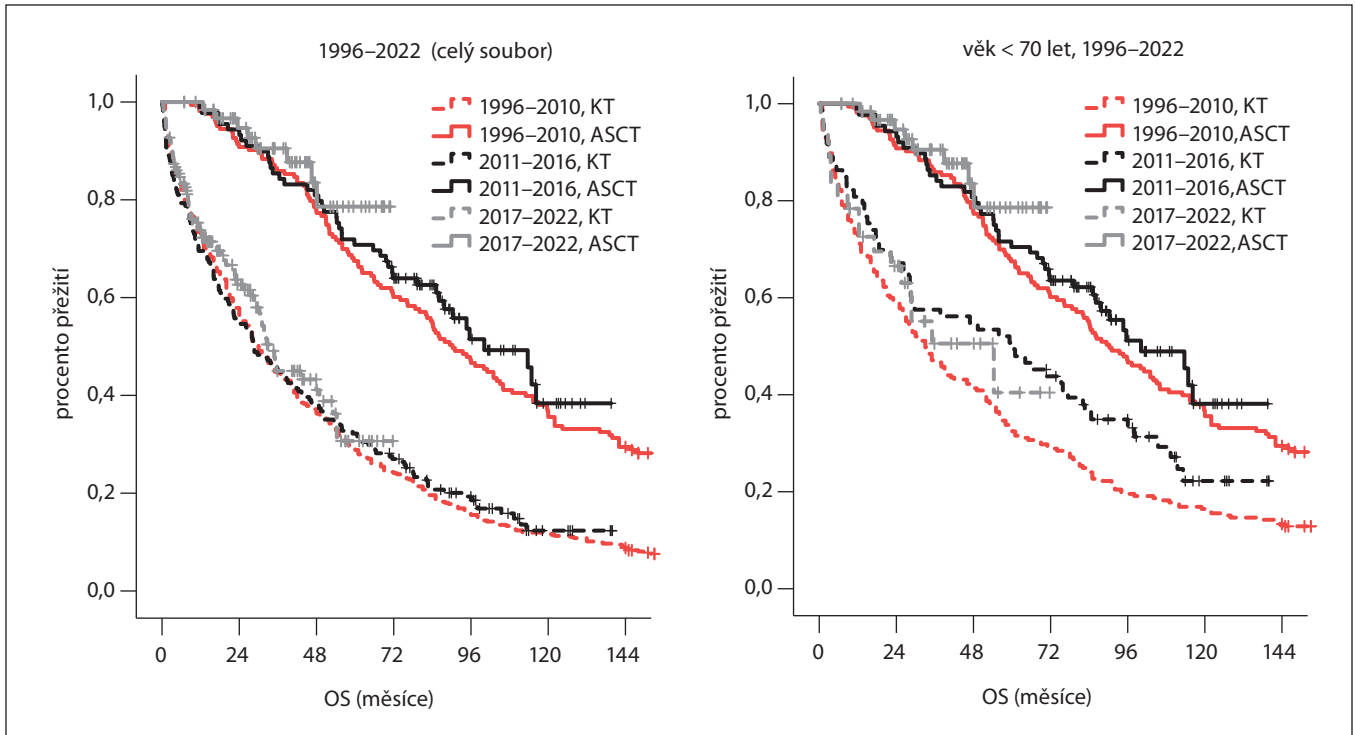 1996–2022 (celý soubor)
1996–2010, KT
1996–2010, ASCT
2011–2016, KT
2011–2016, ASCT
2017–2022, KT
2017–2022, ASCT
procento přežití
1,0
0,8
0,6
0,4
0,2
0,0
0 24 48 72 96 120 144
OS (měsíce)
věk < 70 let, 1996–2022
1996–2010, KT
1996–2010,ASCT
2011–2016, KT
2011–2016,ASCT
2017–2022, KT
2017–2022,ASCT
procento přežití
1,0
0,8
0,6
0,4
0,2
0,0
0 24 48 72 96 120 144
OS (měsíce)